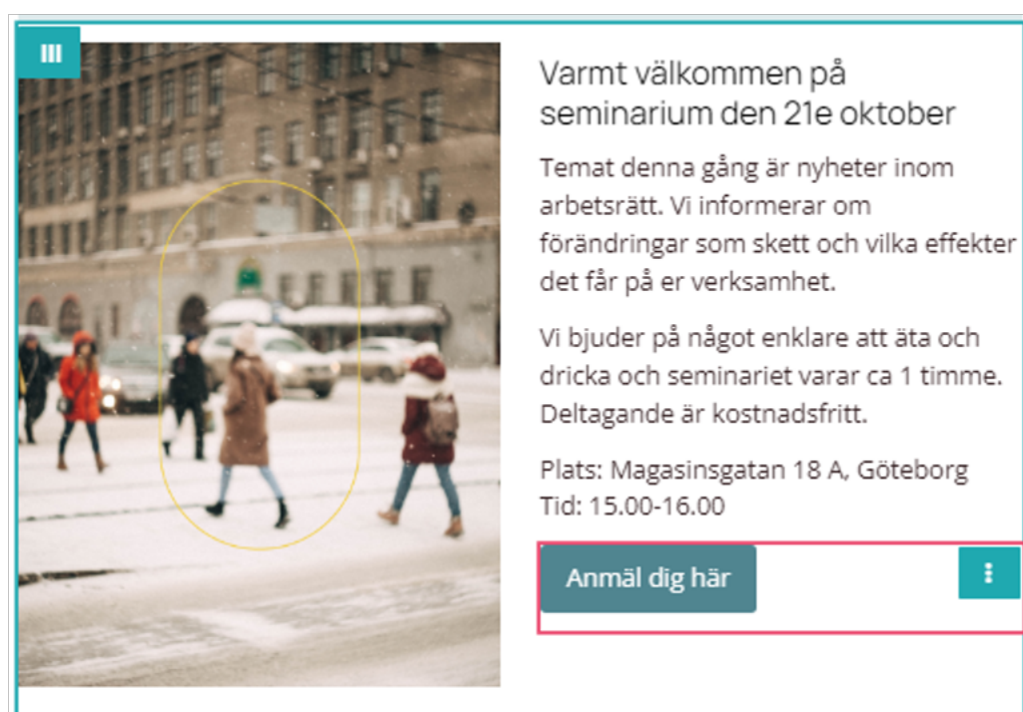 Varmt välkommen på
seminarium den 21e oktober
Temat denna gång är nyheter inom
arbetsrätt. Vi informerar om
förändringar som skett och vilka effekter
det får på er verksamhet.
Vi bjuder på något enklare att äta och
dricka och seminariet varar ca 1 timme.
Deltagande är kostnadsfritt.
Plats: Magasinsgatan 18 A, Göteborg
Tid: 15.00-16.00
Anmäl dig här